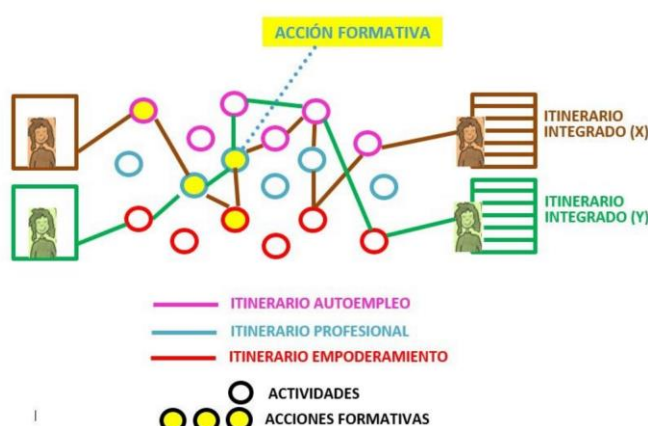 ACCIÓN FORMATIVA
ITINERARIO
INTEGRADO (X)
ITINERARIO
INTEGRADO (Y)
ITINERARIO AUTOEMPLEO
ITINERARIO PROFESIONAL
ITINERARIO EMPODERAMIENTO
ACTIVIDADES
ACCIONES FORMATIVAS